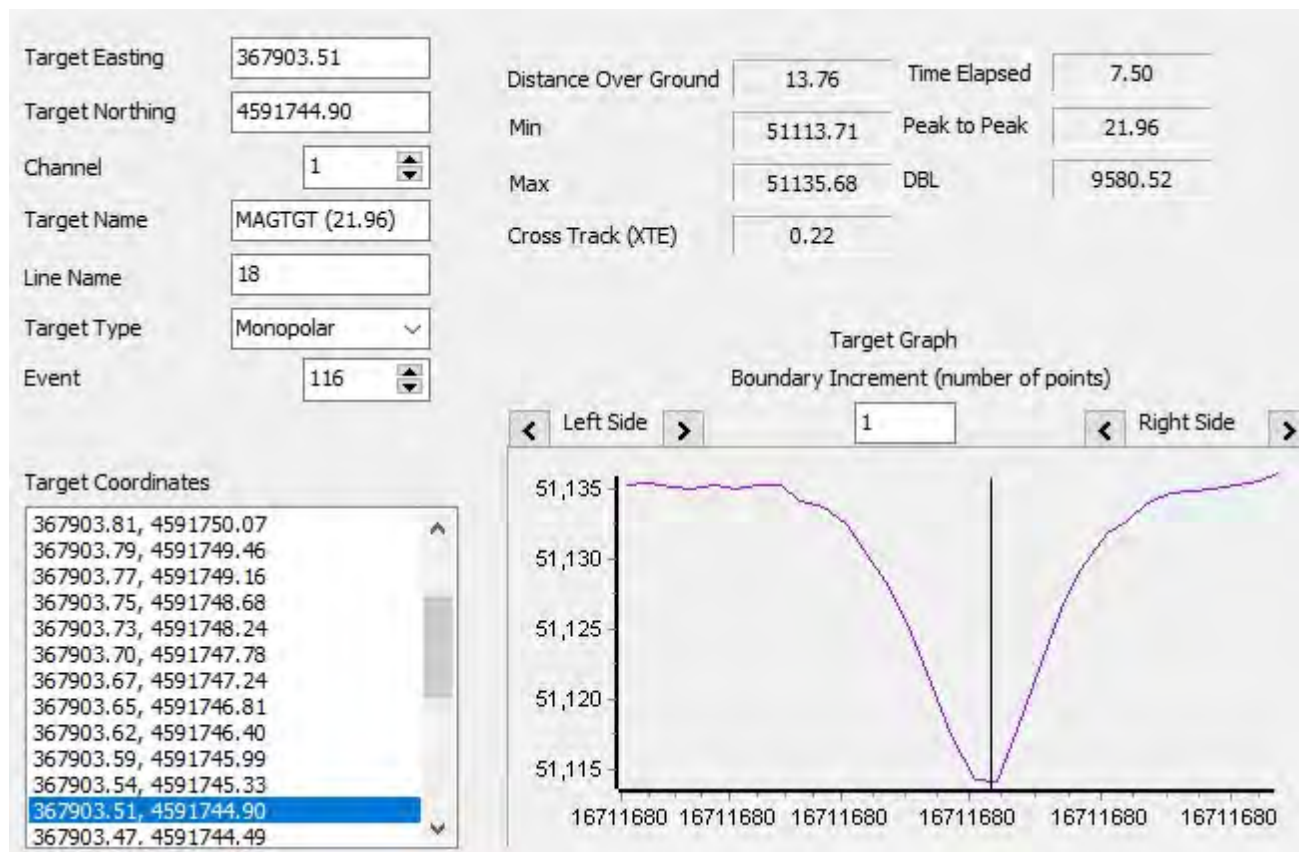 Target Easting 367903.51
Target Northing 4591744.90
Channel 1
Target Name MAGTGT (21.96)
Line Name 18
Target Type Monopolar
Event 116
Distance Over Ground 13.76 Time Elapsed 7.50
Min 51113.71 Peak to Peak 21.96
Max 51135.68 DBL 9580.52
Cross Track (XTE) 0.22
Target Coordinates
367903.81, 4591750.07
367903.79, 4591749.46
367903.77, 4591749.16
367903.75, 4591748.68
367903.73, 4591748.24
367903.70, 4591747.78
367903.67, 4591747.24
367903.65, 4591746.81
367903.62, 4591746.40
367903.59, 4591745.99
367903.54, 4591745.33
367903.51, 4591744.90
367903.47, 4591744.49
Target Graph
Boundary Increment (number of points)
< Left Side > 1 < Right Side >
51,135
51,130
51,125
51,120
51,115
16711680 16711680 16711680 16711680 16711680 16711680